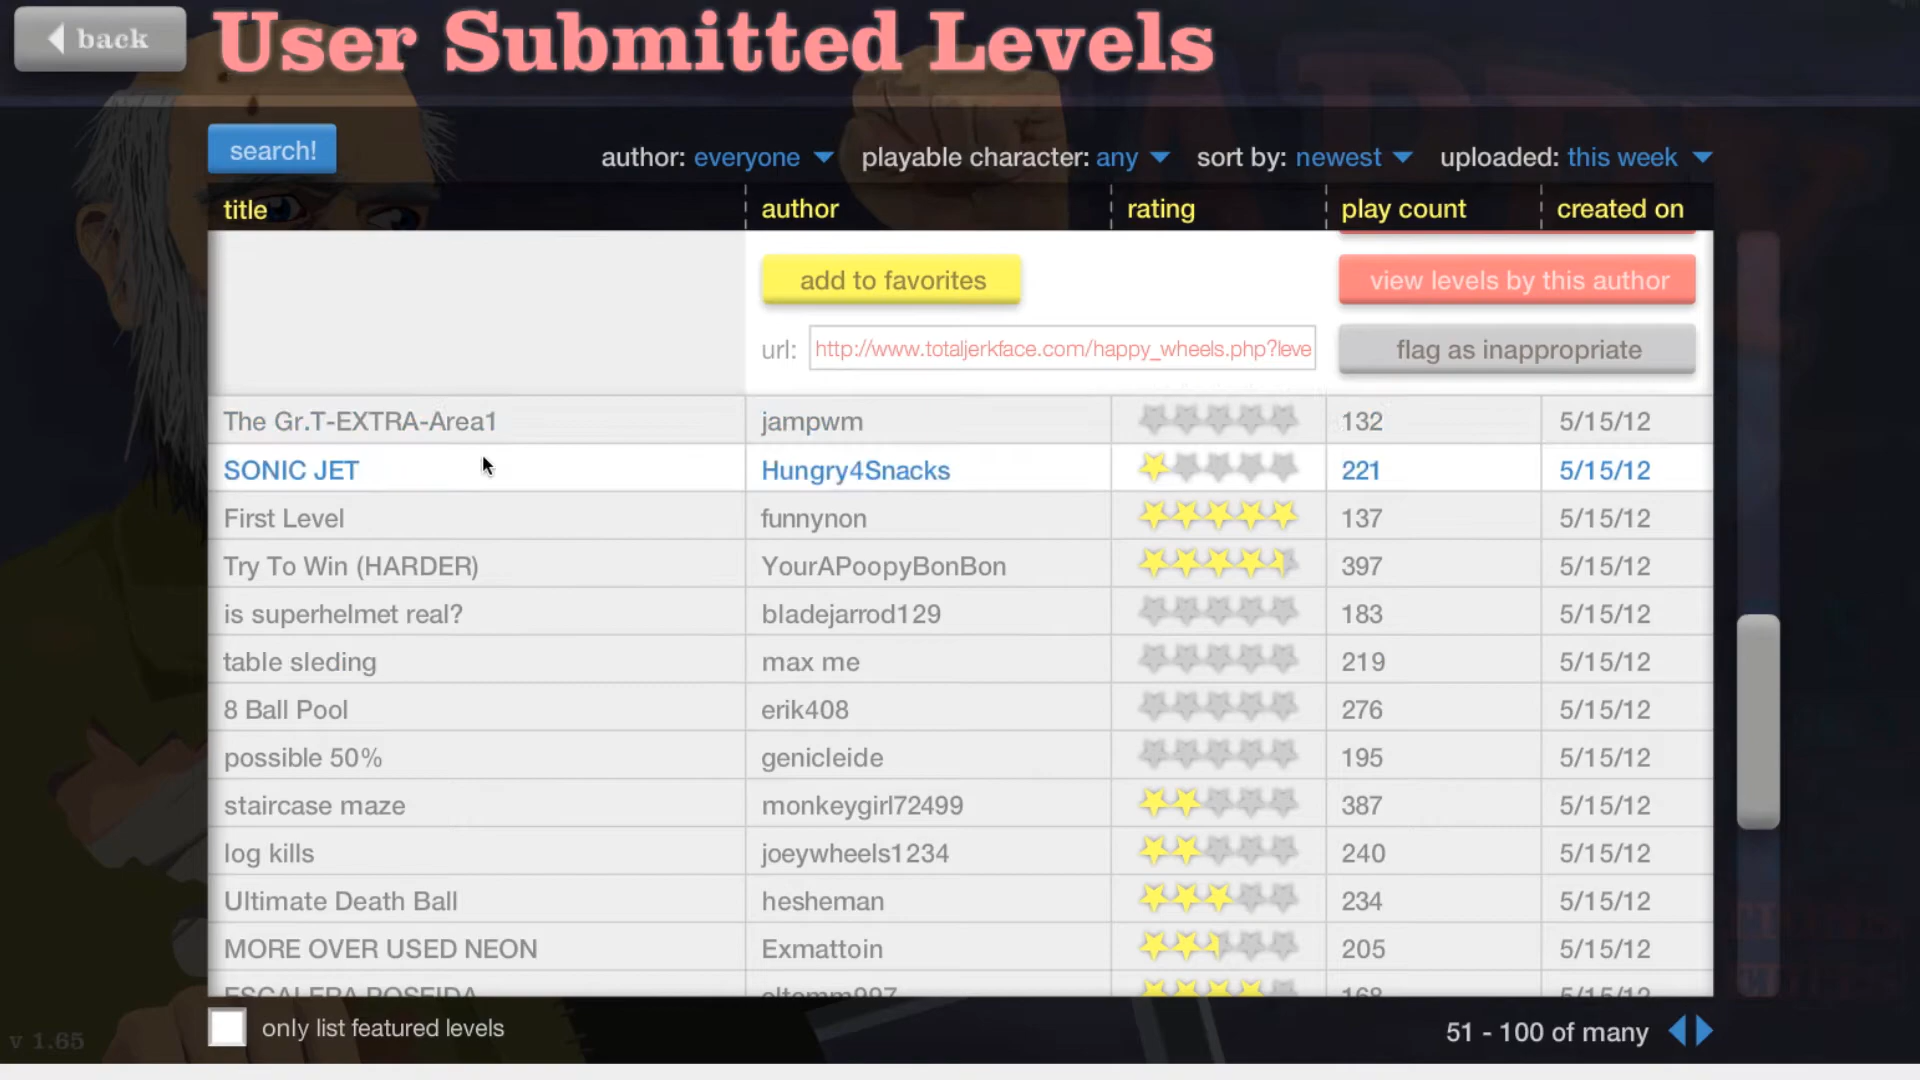 back
User Submitted Levels
search!
author: everyone playable character: any sort by: newest uploaded: this week
title author rating play count created on
add to favorites view levels by this author
url: http://www.totaljerkface.com/happy_wheels.php?leve flag as inappropriate
The Gr.T-EXTRA-Area1 jampwm 132 5/15/12
SONIC JET Hungry4Snacks 221 5/15/12
First Level funnynon 137 5/15/12
Try To Win (HARDER) YourAPoopyBonBon 397 5/15/12
is superhelmet real? bladejarrod129 183 5/15/12
table sleding max me 219 5/15/12
8 Ball Pool erik408 276 5/15/12
possible 50% genicleide 195 5/15/12
staircase maze monkeygirl72499 387 5/15/12
log kills joeywheels1234 240 5/15/12
Ultimate Death Ball hesheman 234 5/15/12
MORE OVER USED NEON Exmattoin 205 5/15/12
ESCALERA POSEIDA 168 5/15/12
only list featured levels 51 - 100 of many
v 1.65